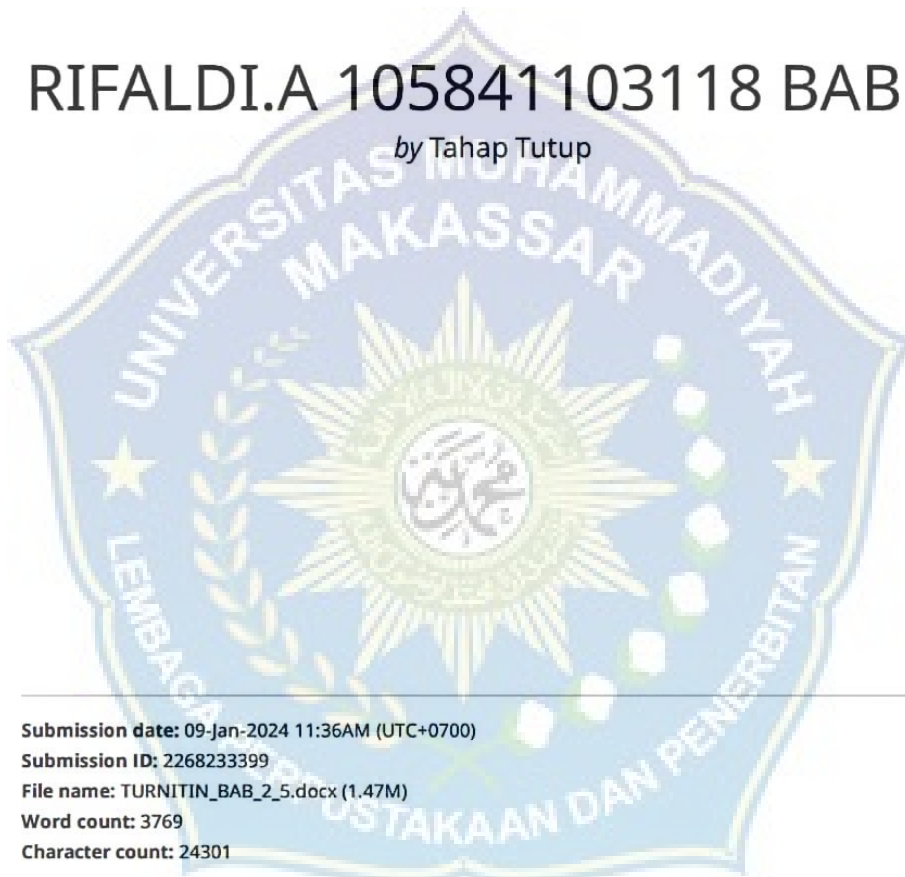 RIFALDI.A 105841103118 BAB
by Tahap Tutup
UNIVERSITAS MUHAMMADIYAH
MAKASSAR
محمد
LEMBAGA PERPUSTAKAAN DAN PENERBITAN
Submission date: 09-Jan-2024 11:36AM (UTC+0700)
Submission ID: 2268233399
File name: TURNITIN_BAB_2_5.docx (1.47M)
Word count: 3769
Character count: 24301